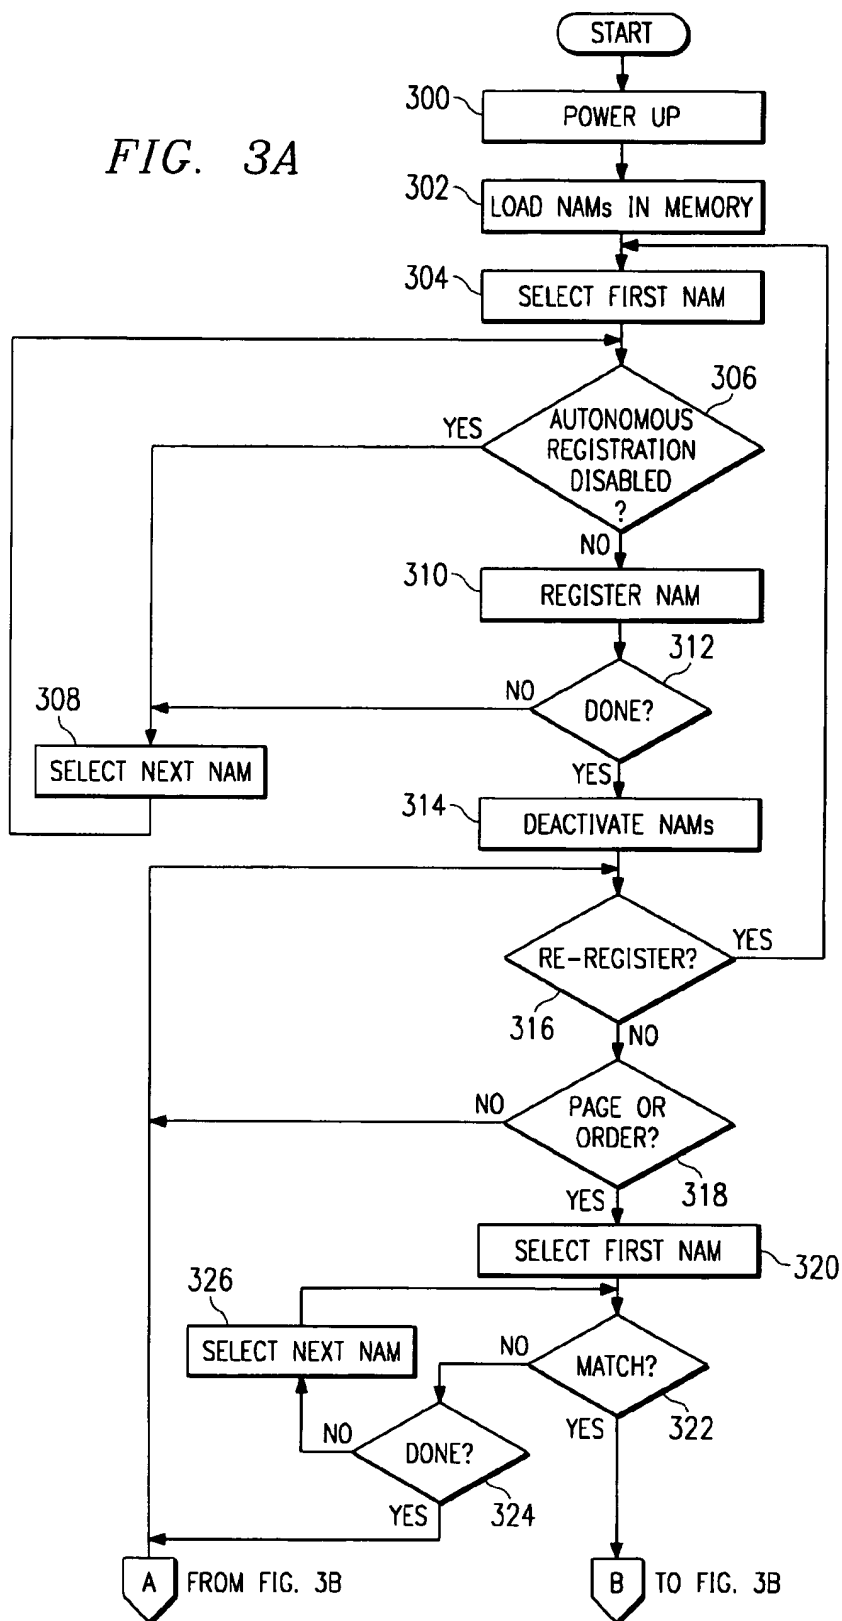 START
300
POWER UP
FIG. 3A
302
LOAD NAMs IN MEMORY
304
SELECT FIRST NAM
306
YES
AUTONOMOUS
REGISTRATION
DISABLED
?
NO
310
REGISTER NAM
312
NO
DONE?
308
SELECT NEXT NAM
YES
314
DEACTIVATE NAMs
RE-REGISTER?
YES
316
NO
NO
PAGE OR
ORDER?
318
YES
SELECT FIRST NAM
320
326
SELECT NEXT NAM
NO
MATCH?
322
YES
NO
DONE?
324
YES
A FROM FIG. 3B
B TO FIG. 3B